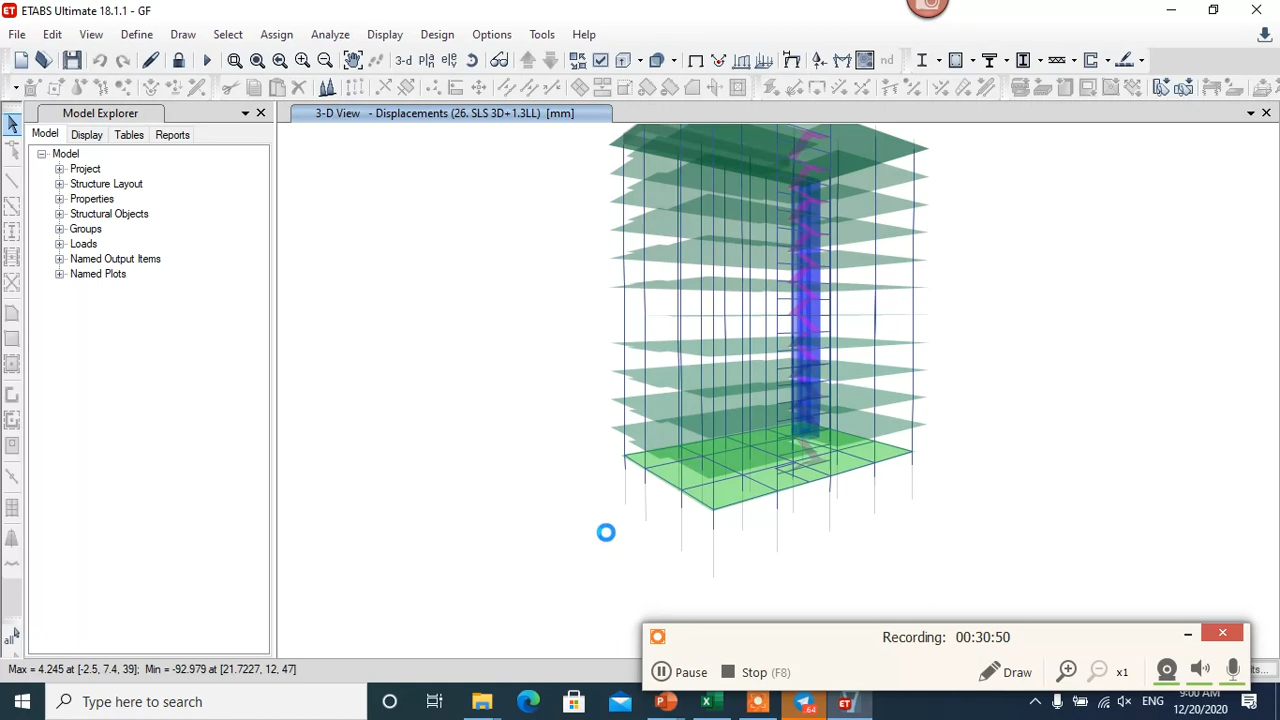 ETABS Ultimate 18.1.1 - GF
File Edit View Define Draw Select Assign Analyze Display Design Options Tools Help
3-d
nd
Model Explorer
3-D View - Displacements (26. SLS 3D+1.3LL) [mm]
Model Display Tables Reports
Model
Project
Structure Layout
Properties
Structural Objects
Groups
Loads
Named Output Items
Named Plots
all
Recording: 00:30:50
Pause Stop (F8) Draw x1
Max = 4.245 at [-2.5, 7.4, 39]; Min = -92.979 at [21.7227, 12, 47]
Type here to search
64
ENG
9:00 AM
12/20/2020